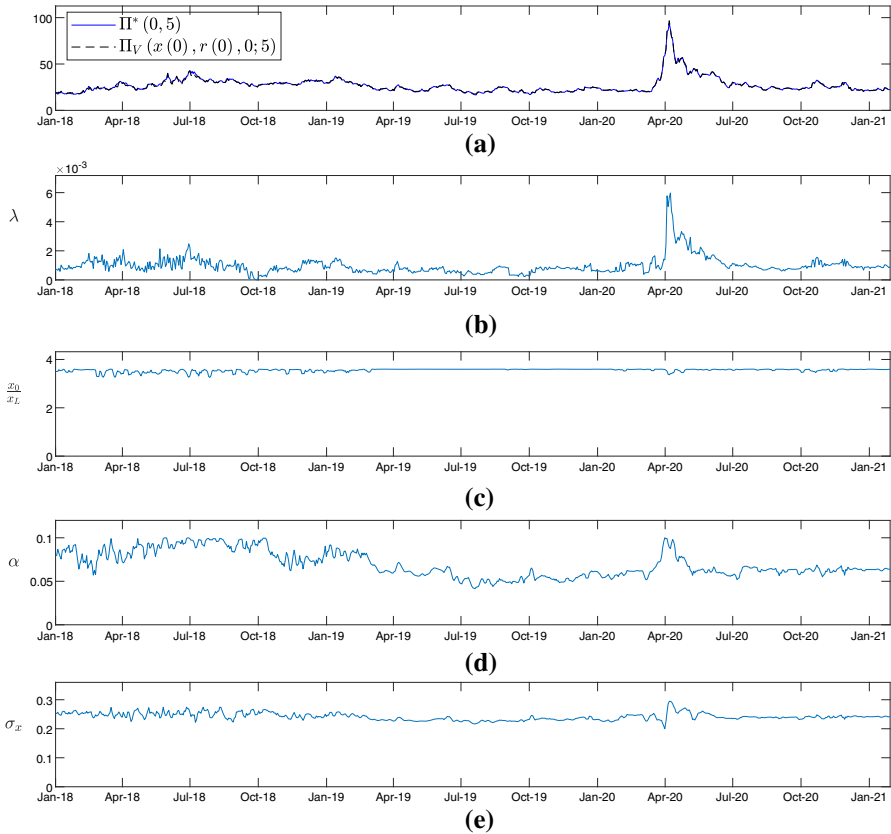 100
50
0
Π* (0, 5)
Π_V (x (0) , r (0) , 0; 5)
Jan-18 Apr-18 Jul-18 Oct-18 Jan-19 Apr-19 Jul-19 Oct-19 Jan-20 Apr-20 Jul-20 Oct-20 Jan-21
(a)
×10⁻³
6
4
2
0
λ
Jan-18 Apr-18 Jul-18 Oct-18 Jan-19 Apr-19 Jul-19 Oct-19 Jan-20 Apr-20 Jul-20 Oct-20 Jan-21
(b)
4
2
0
x₀/x_L
Jan-18 Apr-18 Jul-18 Oct-18 Jan-19 Apr-19 Jul-19 Oct-19 Jan-20 Apr-20 Jul-20 Oct-20 Jan-21
(c)
0.1
0.05
0
α
Jan-18 Apr-18 Jul-18 Oct-18 Jan-19 Apr-19 Jul-19 Oct-19 Jan-20 Apr-20 Jul-20 Oct-20 Jan-21
(d)
0.3
0.2
0
σₓ
Jan-18 Apr-18 Jul-18 Oct-18 Jan-19 Apr-19 Jul-19 Oct-19 Jan-20 Apr-20 Jul-20 Oct-20 Jan-21
(e)